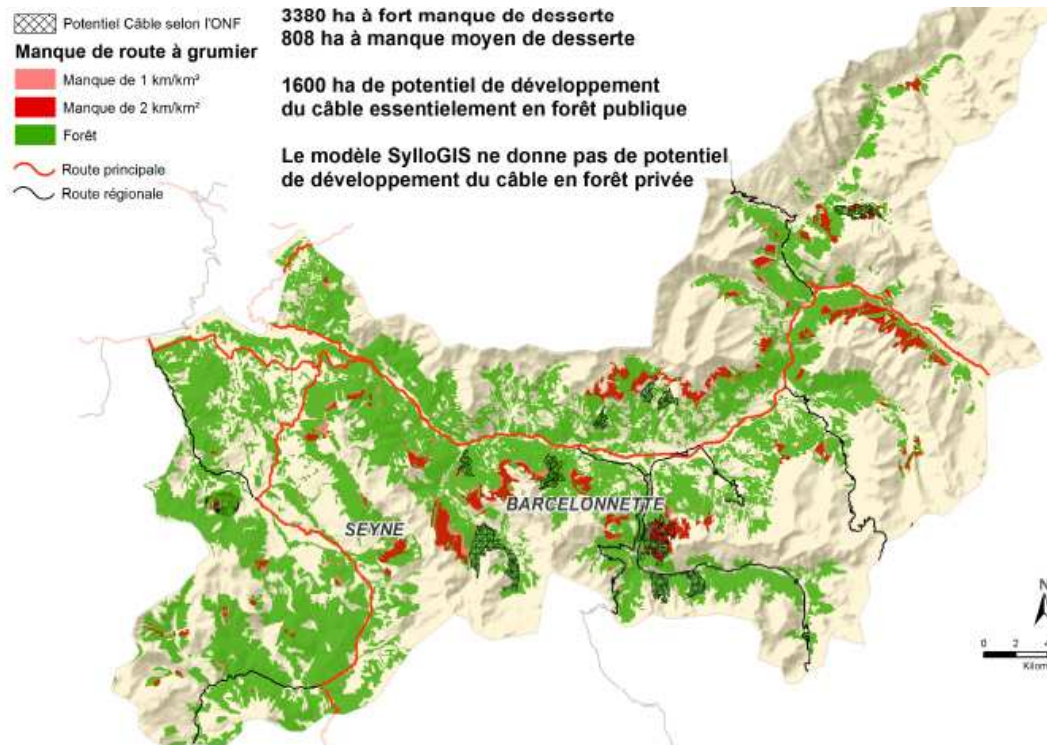 Potentiel Câble selon l'ONF
Manque de route à grumier
Manque de 1 km/km²
Manque de 2 km/km²
Forêt
Route principale
Route régionale
3380 ha à fort manque de desserte
808 ha à manque moyen de desserte
1600 ha de potentiel de développement
du câble essentielement en forêt publique
Le modèle SylloGIS ne donne pas de potentiel
de développement du câble en forêt privée
BARCELONNETTE
SEYNE
N
0 2 4